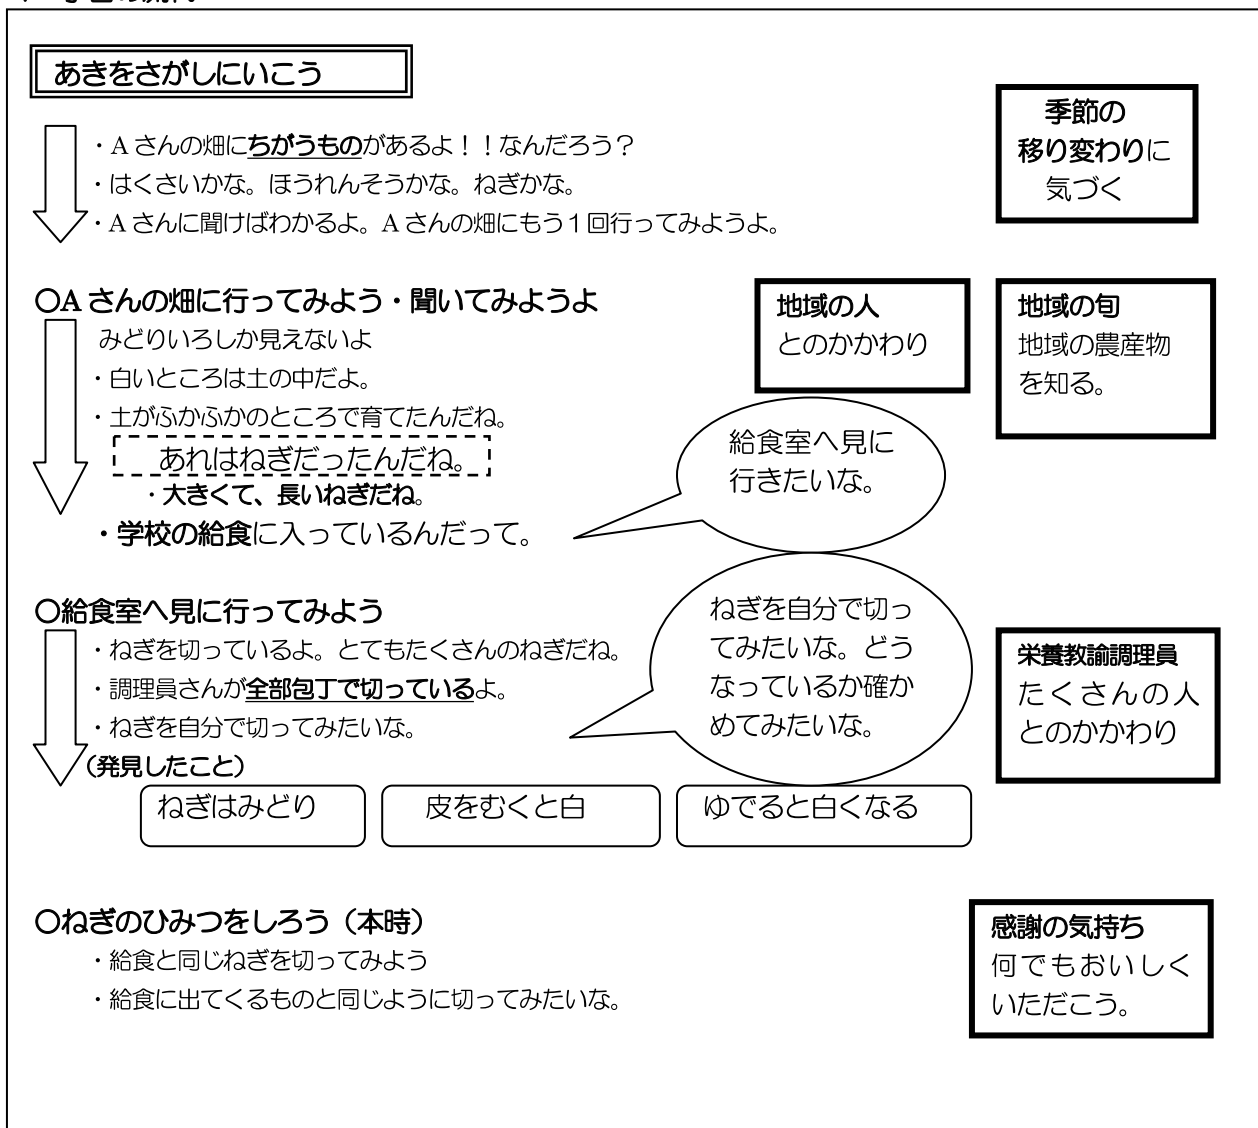 あきをさがしにいこう
・Aさんの畑にちがうものがあるよ！！なんだろう？
・はくさいかな。ほうれんそうかな。ねぎかな。
・Aさんに聞けばわかるよ。Aさんの畑にもう１回行ってみようよ。
季節の
移り変わりに
気づく
○Aさんの畑に行ってみよう・聞いてみようよ
みどりいろしか見えないよ
・白いところは土の中だよ。
・土がふかふかのところで育てたんだね。
あれはねぎだったんだね。
・大きくて、長いねぎだね。
・学校の給食に入っているんだって。
地域の人
とのかかわり
地域の旬
地域の農産物
を知る。
給食室へ見に
行きたいな。
○給食室へ見に行ってみよう
・ねぎを切っているよ。とてもたくさんのねぎだね。
・調理員さんが全部包丁で切っているよ。
・ねぎを自分で切ってみたいな。
（発見したこと）
ねぎを自分で切っ
てみたいな。どう
なっているか確か
めてみたいな。
栄養教諭調理員
たくさんの人
とのかかわり
ねぎはみどり
皮をむくと白
ゆでると白くなる
○ねぎのひみつをしろう（本時）
・給食と同じねぎを切ってみよう
・給食に出てくるものと同じように切ってみたいな。
感謝の気持ち
何でもおいしく
いただこう。